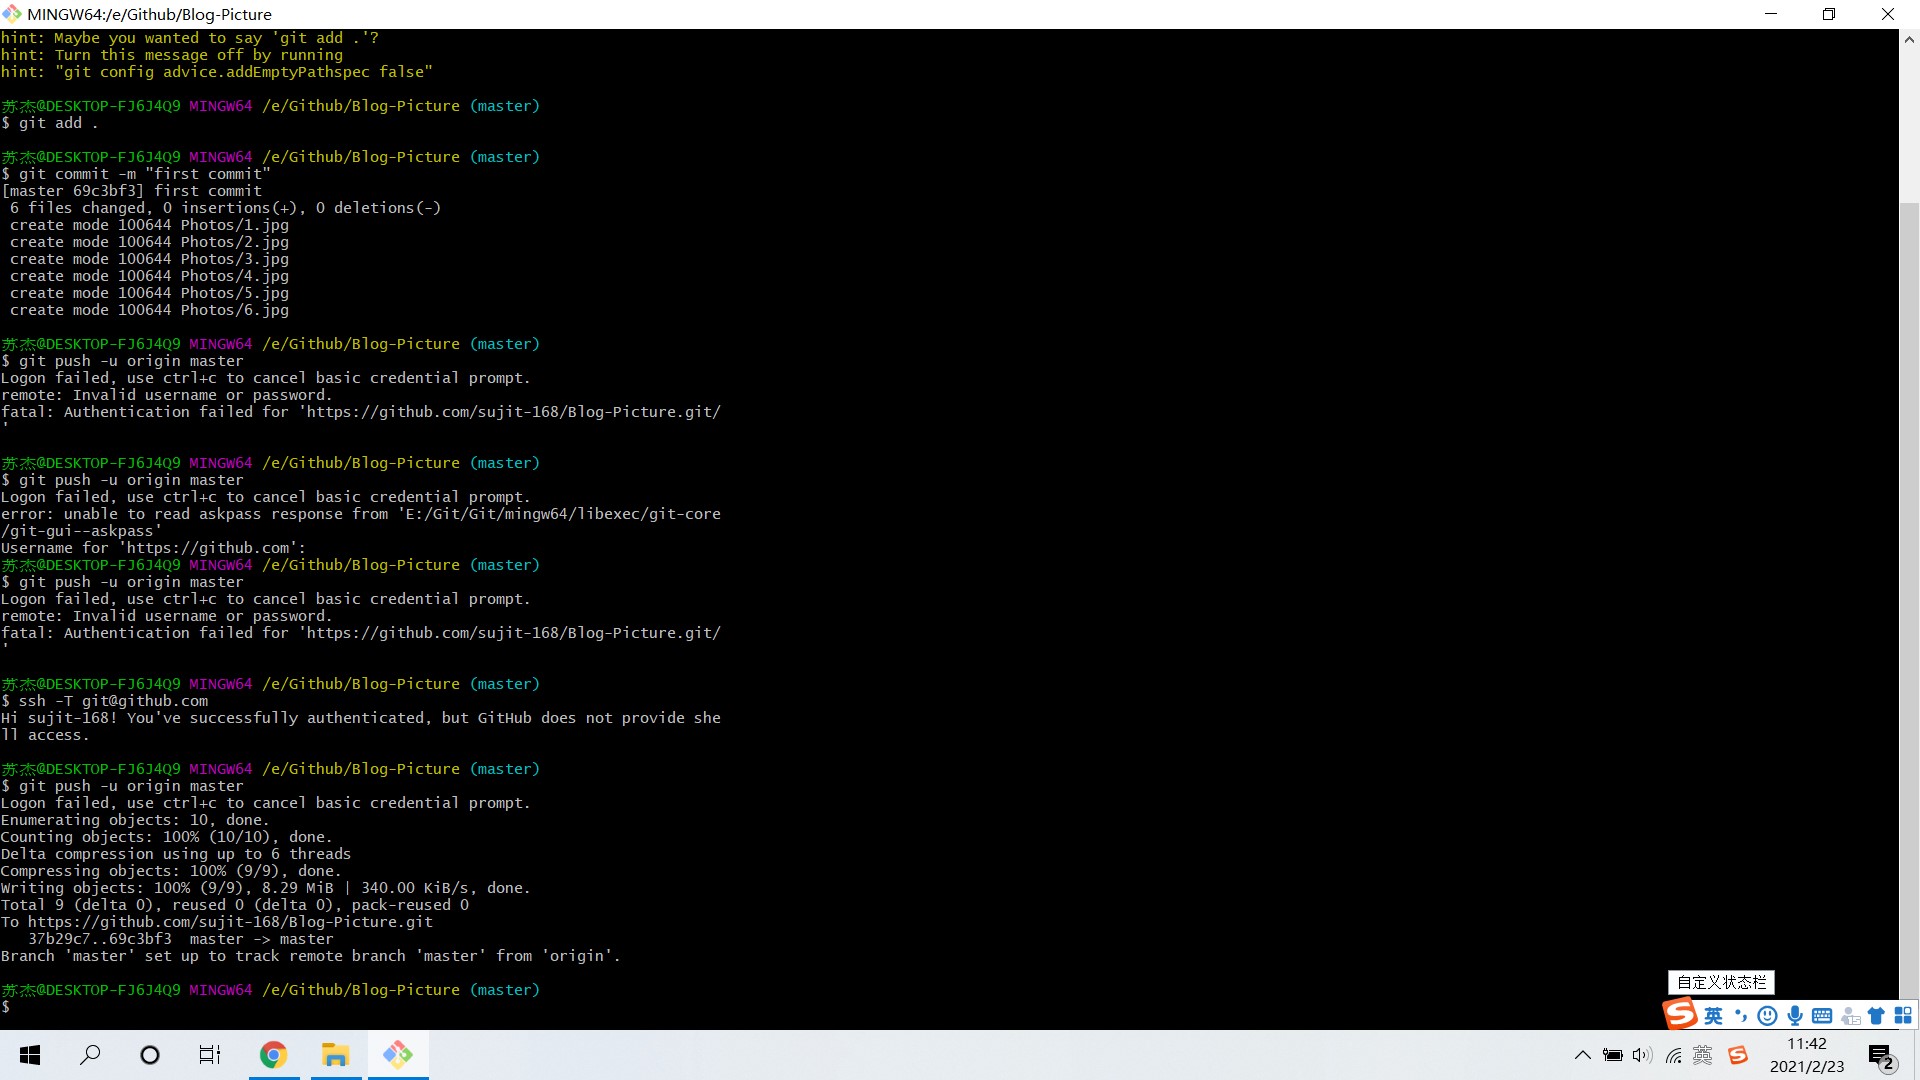 MINGW64:/e/Github/Blog-Picture
hint: Maybe you wanted to say 'git add .'?
hint: Turn this message off by running
hint: "git config advice.addEmptyPathspec false"
苏杰@DESKTOP-FJ6J4Q9 MINGW64 /e/Github/Blog-Picture (master)
$ git add .
苏杰@DESKTOP-FJ6J4Q9 MINGW64 /e/Github/Blog-Picture (master)
$ git commit -m "first commit"
[master 69c3bf3] first commit
6 files changed, 0 insertions(+), 0 deletions(-)
create mode 100644 Photos/1.jpg
create mode 100644 Photos/2.jpg
create mode 100644 Photos/3.jpg
create mode 100644 Photos/4.jpg
create mode 100644 Photos/5.jpg
create mode 100644 Photos/6.jpg
苏杰@DESKTOP-FJ6J4Q9 MINGW64 /e/Github/Blog-Picture (master)
$ git push -u origin master
Logon failed, use ctrl+c to cancel basic credential prompt.
remote: Invalid username or password.
fatal: Authentication failed for 'https://github.com/sujit-168/Blog-Picture.git/
'
苏杰@DESKTOP-FJ6J4Q9 MINGW64 /e/Github/Blog-Picture (master)
$ git push -u origin master
Logon failed, use ctrl+c to cancel basic credential prompt.
error: unable to read askpass response from 'E:/Git/Git/mingw64/libexec/git-core
/git-gui--askpass'
Username for 'https://github.com':
苏杰@DESKTOP-FJ6J4Q9 MINGW64 /e/Github/Blog-Picture (master)
$ git push -u origin master
Logon failed, use ctrl+c to cancel basic credential prompt.
remote: Invalid username or password.
fatal: Authentication failed for 'https://github.com/sujit-168/Blog-Picture.git/
'
苏杰@DESKTOP-FJ6J4Q9 MINGW64 /e/Github/Blog-Picture (master)
$ ssh -T git@github.com
Hi sujit-168! You've successfully authenticated, but GitHub does not provide she
ll access.
苏杰@DESKTOP-FJ6J4Q9 MINGW64 /e/Github/Blog-Picture (master)
$ git push -u origin master
Logon failed, use ctrl+c to cancel basic credential prompt.
Enumerating objects: 10, done.
Counting objects: 100% (10/10), done.
Delta compression using up to 6 threads
Compressing objects: 100% (9/9), done.
Writing objects: 100% (9/9), 8.29 MiB | 340.00 KiB/s, done.
Total 9 (delta 0), reused 0 (delta 0), pack-reused 0
To https://github.com/sujit-168/Blog-Picture.git
37b29c7..69c3bf3  master -> master
Branch 'master' set up to track remote branch 'master' from 'origin'.
苏杰@DESKTOP-FJ6J4Q9 MINGW64 /e/Github/Blog-Picture (master)
$
自定义状态栏
英
英
11:42
2021/2/23
2